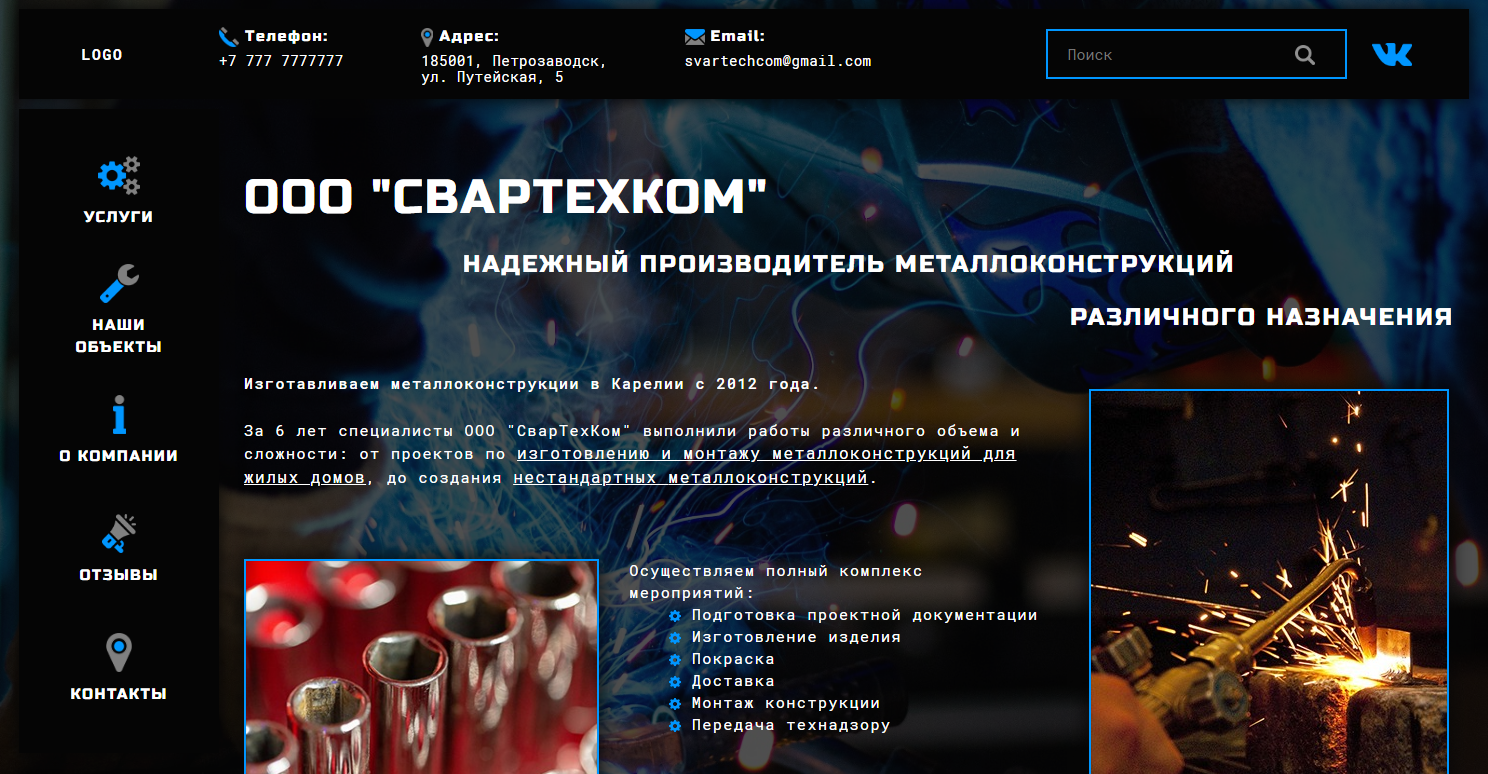 LOGO
Телефон:
+7 777 7777777
Адрес:
185001, Петрозаводск,
ул. Путейская, 5
Email:
svartechcom@gmail.com
Поиск
УСЛУГИ
НАШИ
ОБЪЕКТЫ
О КОМПАНИИ
ОТЗЫВЫ
КОНТАКТЫ
ООО "СВАРТЕХКОМ"
НАДЕЖНЫЙ ПРОИЗВОДИТЕЛЬ МЕТАЛЛОКОНСТРУКЦИЙ
РАЗЛИЧНОГО НАЗНАЧЕНИЯ
Изготавливаем металлоконструкции в Карелии с 2012 года.
За 6 лет специалисты ООО "СварТехКом" выполнили работы различного объема и
сложности: от проектов по изготовлению и монтажу металлоконструкций для
жилых домов, до создания нестандартных металлоконструкций.
Осуществляем полный комплекс
мероприятий:
Подготовка проектной документации
Изготовление изделия
Покраска
Доставка
Монтаж конструкции
Передача технадзору